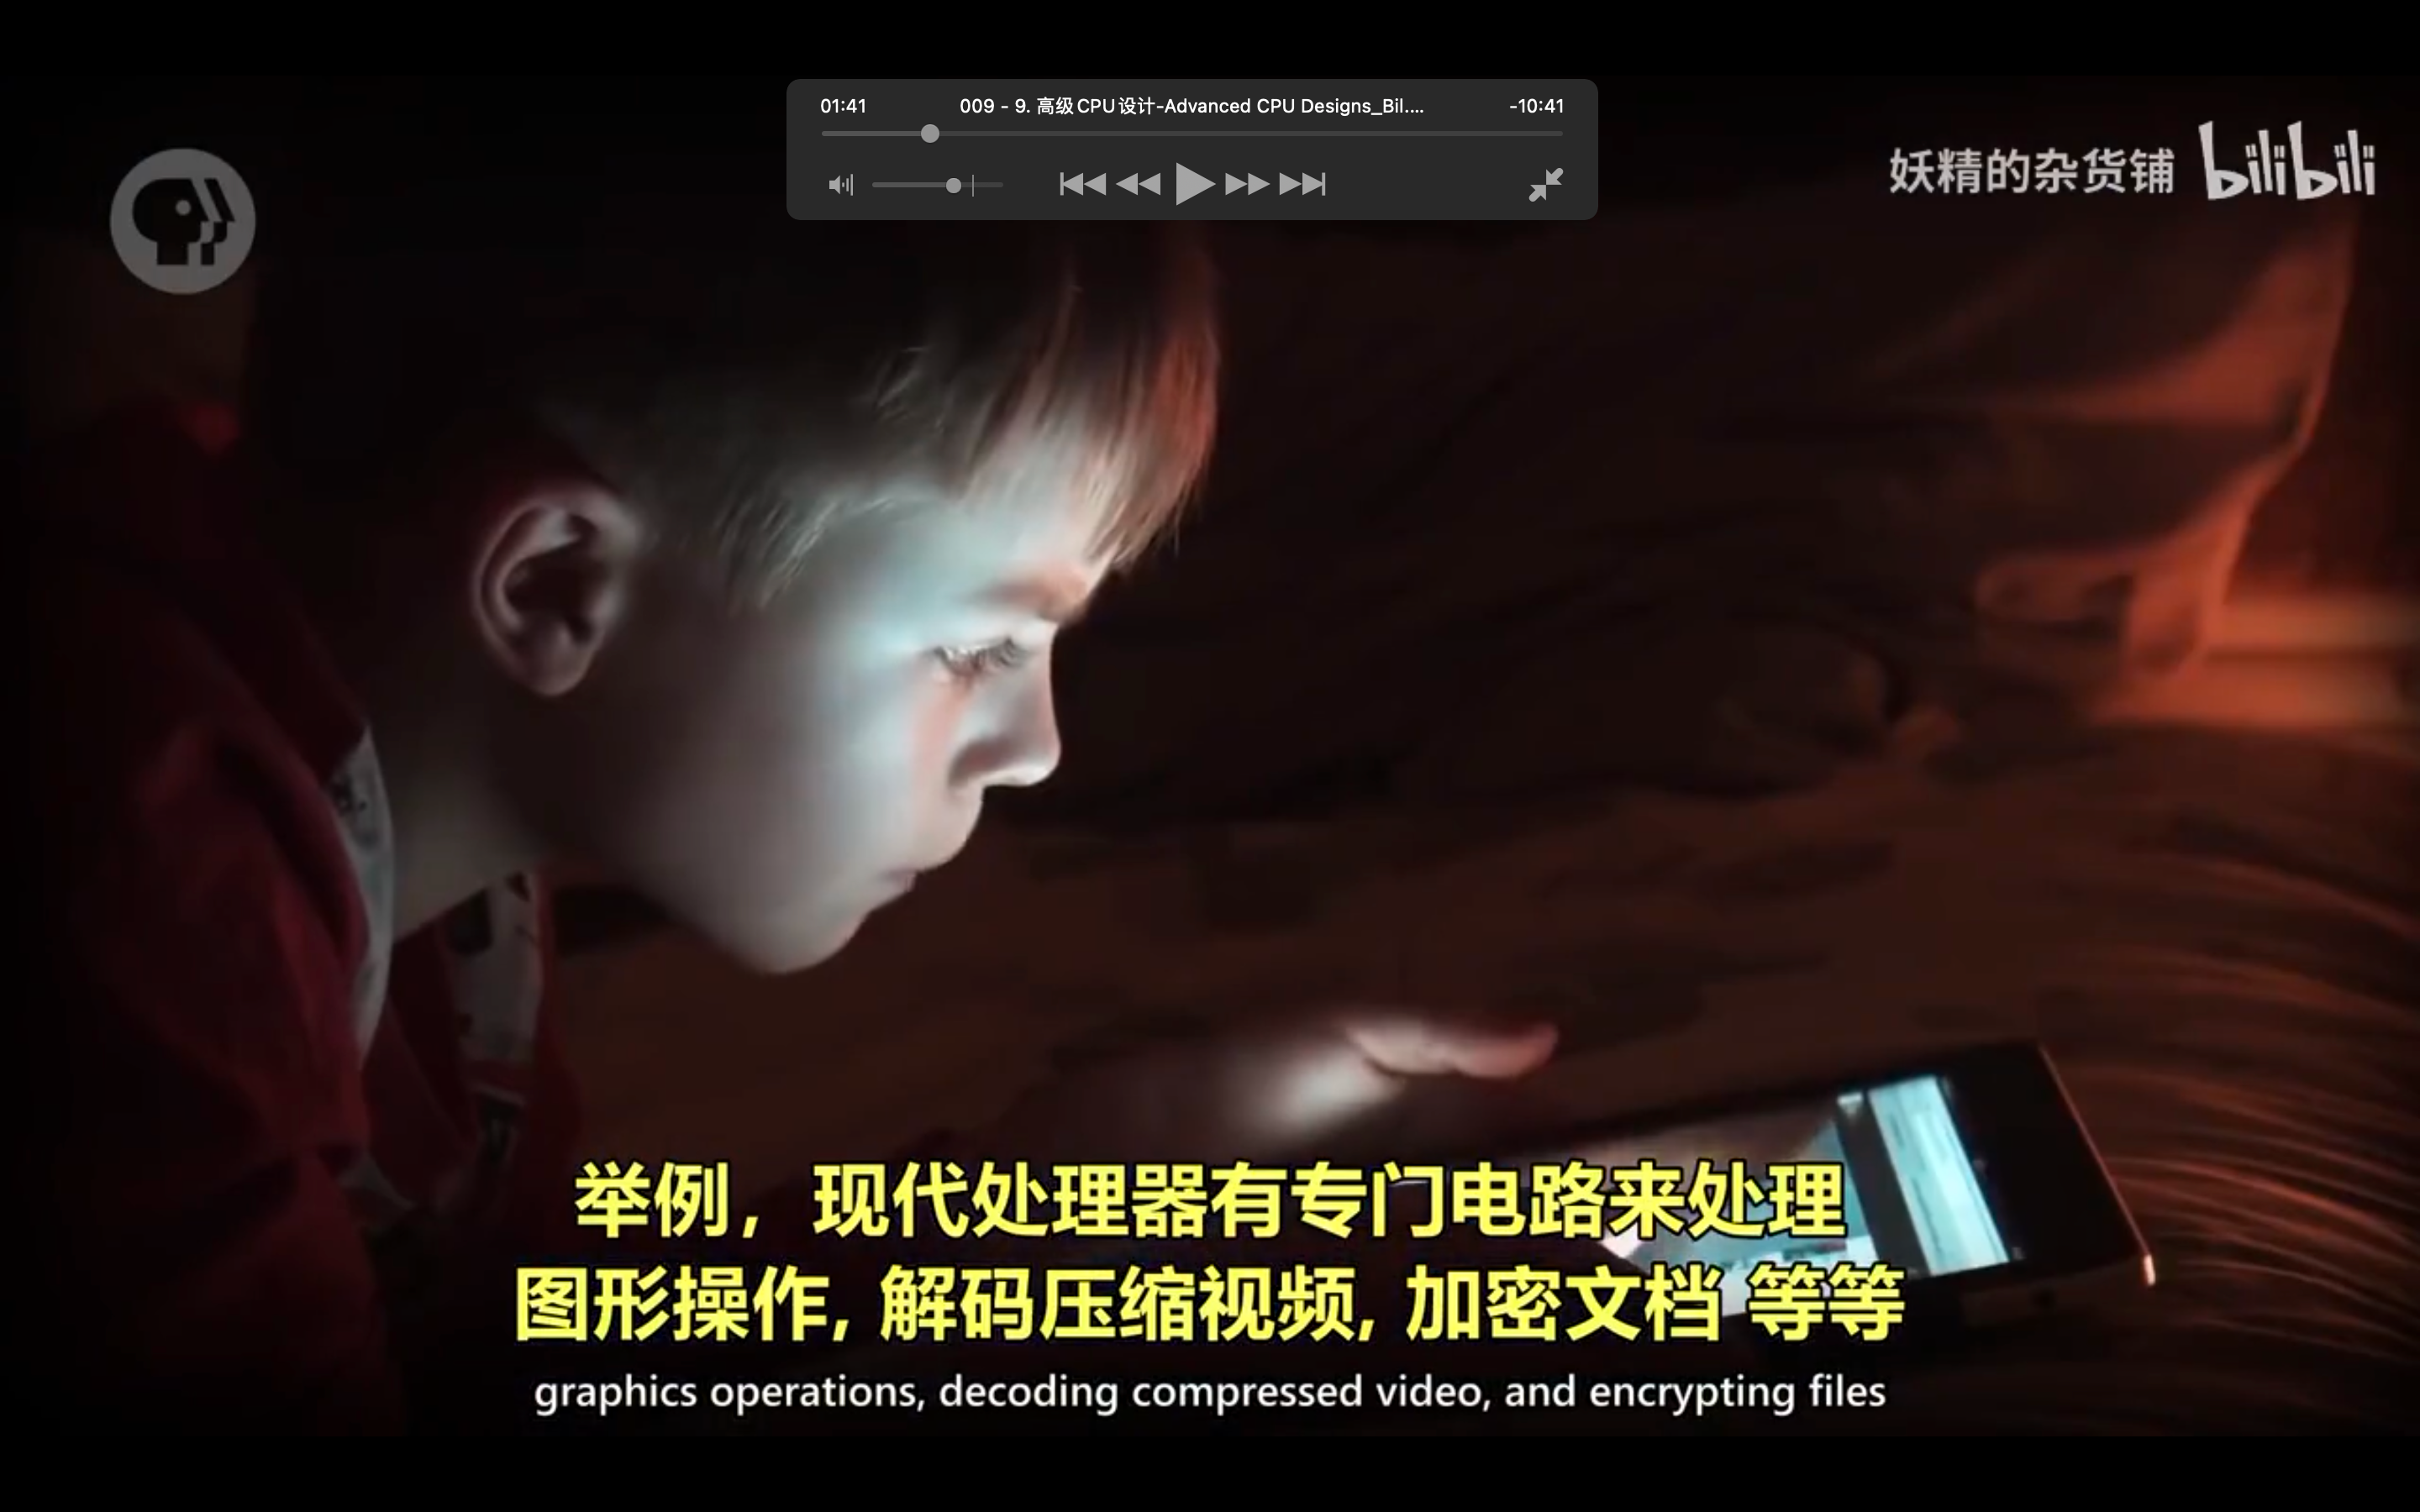 01:41 009 - 9. 高级CPU设计-Advanced CPU Designs_Bil.... -10:41
妖精的杂货铺 bilibili
举例，现代处理器有专门电路来处理
图形操作, 解码压缩视频, 加密文档 等等
graphics operations, decoding compressed video, and encrypting files